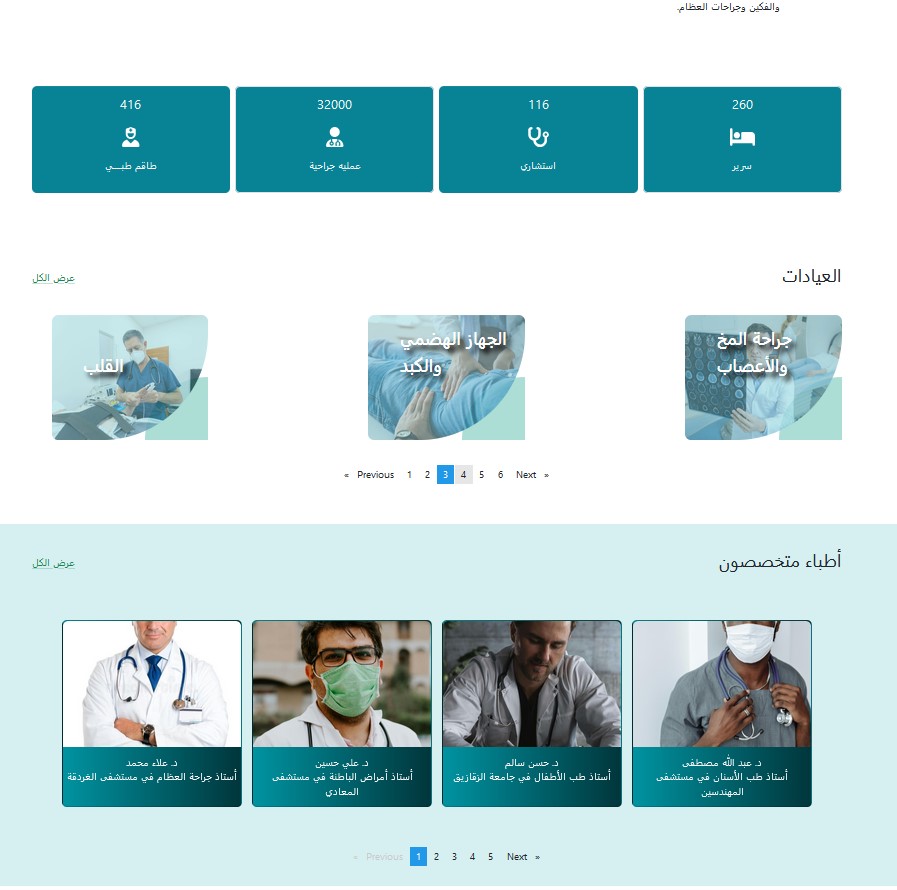 والفكين وجراحات العظام.
260
سرير
116
استشاري
32000
عمليه جراحية
416
طاقم طبـــي
العيادات
عرض الكل
جراحة المخ
والأعصاب
الجهاز الهضمي
والكبد
القلب
« Previous 1 2 3 4 5 6 Next »
أطباء متخصصون
عرض الكل
د. عبد الله مصطفى
أستاذ طب الأسنان في مستشفى
المهندسين
د. حسن سالم
أستاذ طب الأطفال في جامعة الزقازيق
د. علي حسين
أستاذ أمراض الباطنة في مستشفى
المعادي
د. علاء محمد
أستاذ جراحة العظام في مستشفى الغردقة
« Previous 1 2 3 4 5 Next »